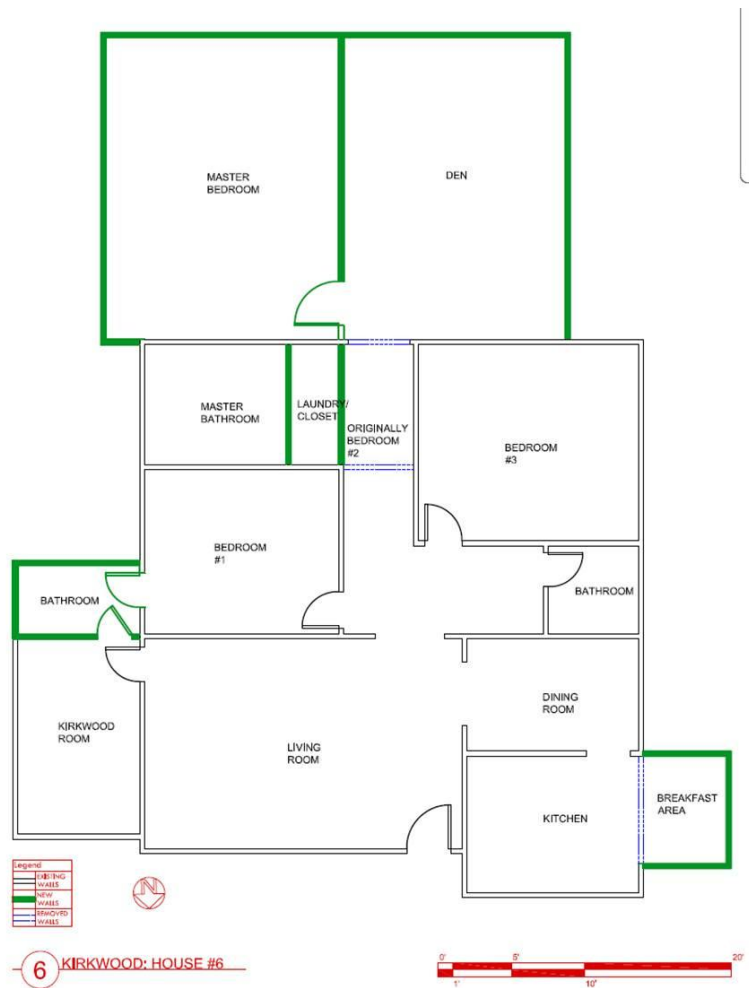 MASTER
BEDROOM
DEN
MASTER
BATHROOM
LAUNDRY/
CLOSET
ORIGINALLY
BEDROOM
#2
BEDROOM
#3
BEDROOM
#1
BATHROOM
BATHROOM
KIRKWOOD
ROOM
LIVING
ROOM
DINING
ROOM
KITCHEN
BREAKFAST
AREA
Legend
EXISTING
WALLS
NEW
WALLS
REMOVED
WALLS
N
6 KIRKWOOD: HOUSE #6
0' 5' 20'
1' 10'